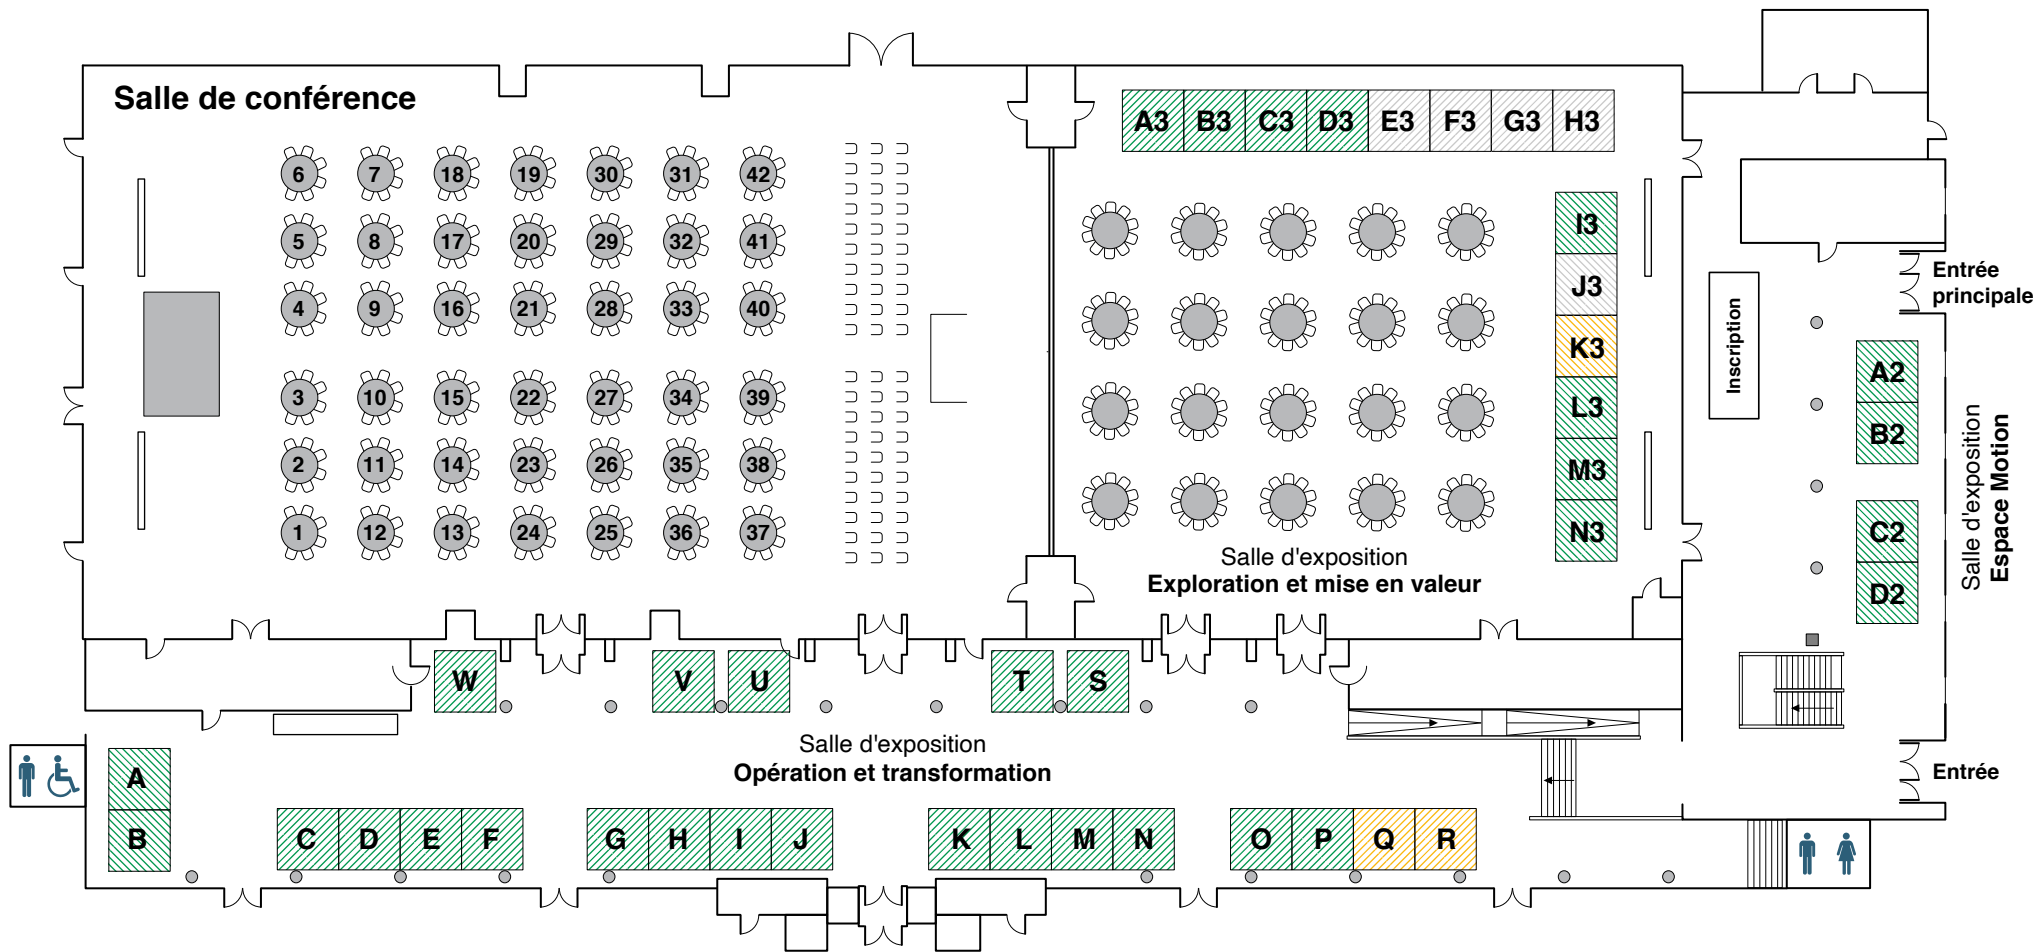 Salle de conférence
A3 B3 C3 D3 E3 F3 G3 H3
6 7 18 19 30 31 42
5 8 17 20 29 32 41
4 9 16 21 28 33 40
3 10 15 22 27 34 39
2 11 14 23 26 35 38
1 12 13 24 25 36 37
I3
J3
K3
L3
M3
N3
Salle d'exposition
Exploration et mise en valeur
Inscription
Entrée
principale
A2
B2
C2
D2
Salle d'exposition
Espace Motion
W V U T S
Salle d'exposition
Opération et transformation
Entrée
A
B
C D E F G H I J K L M N O P Q R